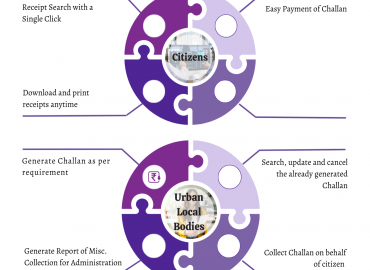 Receipt Search with a
Single Click
Easy Payment of Challan
Citizens
Download and print
receipts anytime
Generate Challan as per
requirement
Search, update and cancel
the already generated
Challan
Urban
Local
Bodies
Generate Report of Misc.
Collection for Administration
Collect Challan on behalf
of citizen